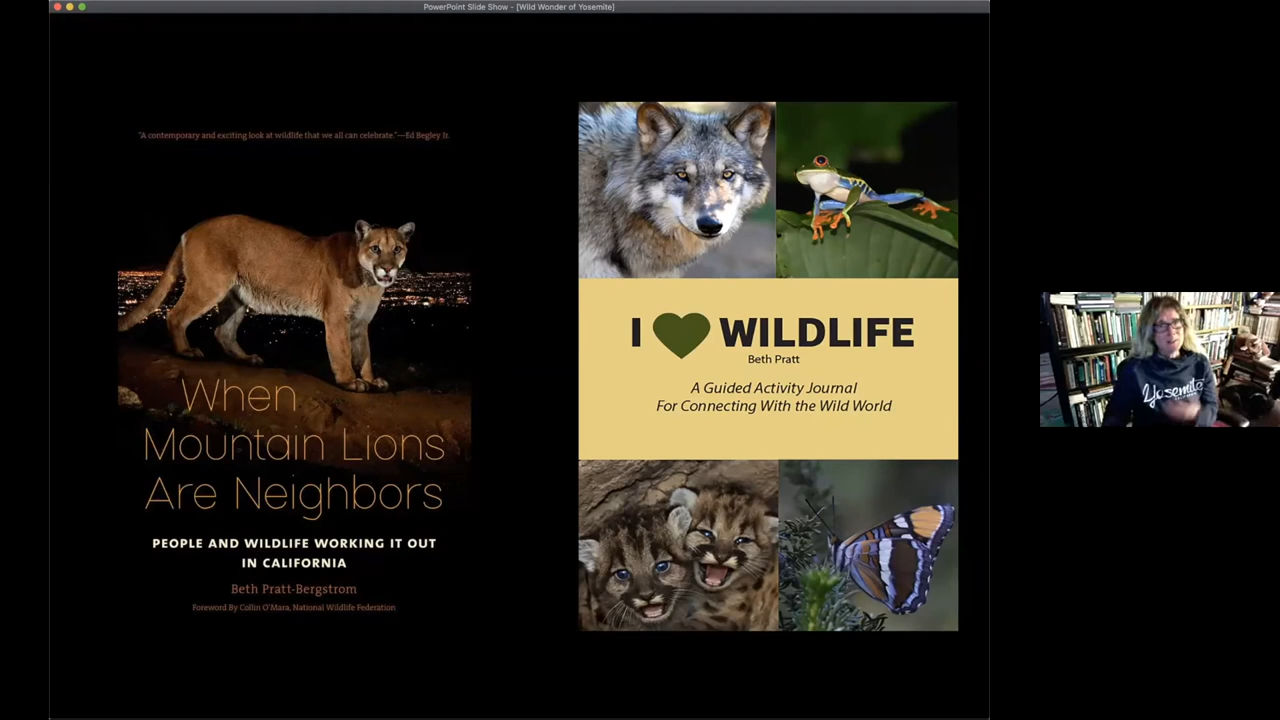 PowerPoint Slide Show - [Wild Wonder of Yosemite]
"A contemporary and exciting look at wildlife that we all can celebrate."—Ed Begley Jr.
When
Mountain Lions
Are Neighbors
PEOPLE AND WILDLIFE WORKING IT OUT
IN CALIFORNIA
Beth Pratt-Bergstrom
Foreword By Collin O'Mara, National Wildlife Federation
I ♥ WILDLIFE
Beth Pratt
A Guided Activity Journal
For Connecting With the Wild World
Yosemite